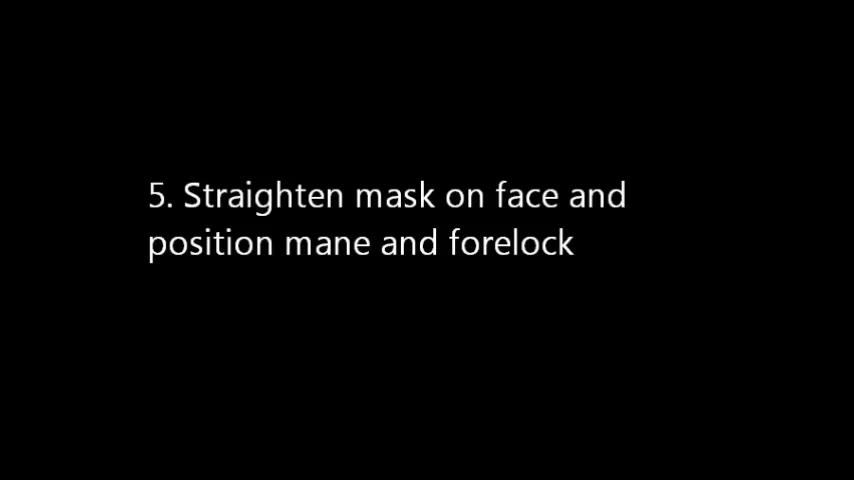 5. Straighten mask on face and
position mane and forelock